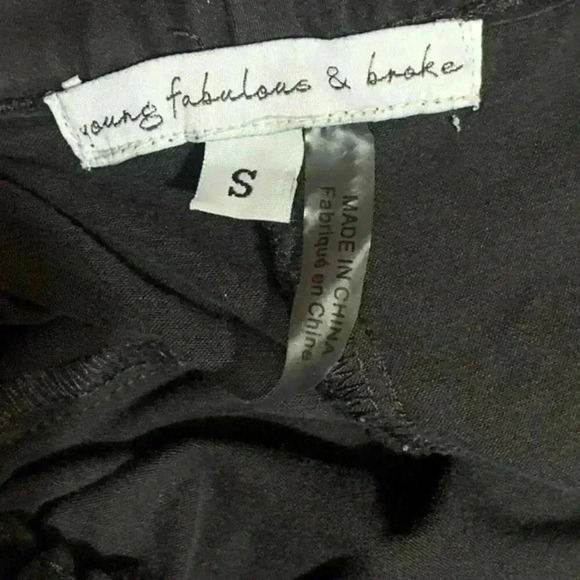 young fabulous & broke
S
MADE IN CHINA
Fabriqué en Chine